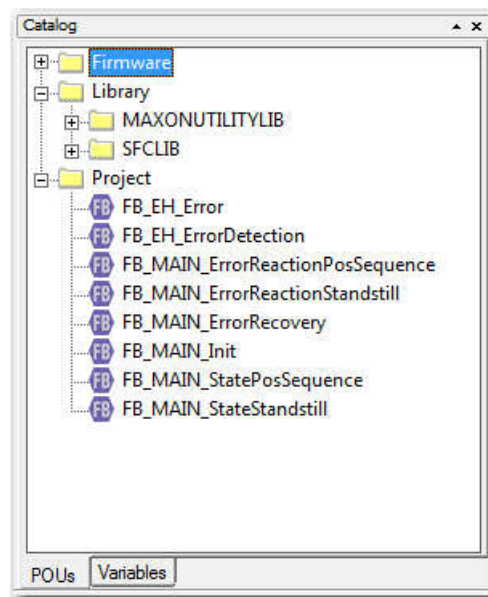 Catalog
Firmware
Library
MAXONUTILITYLIB
SFCLIB
Project
FB FB_EH_Error
FB FB_EH_ErrorDetection
FB FB_MAIN_ErrorReactionPosSequence
FB FB_MAIN_ErrorReactionStandstill
FB FB_MAIN_ErrorRecovery
FB FB_MAIN_Init
FB FB_MAIN_StatePosSequence
FB FB_MAIN_StateStandstill
POUs Variables